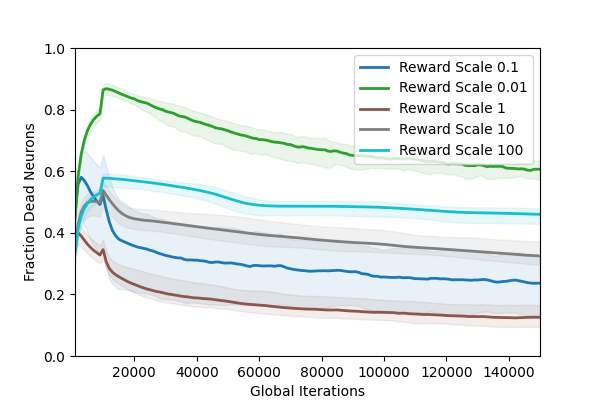 1.0
0.8
0.6
0.4
0.2
0.0
Fraction Dead Neurons
Reward Scale 0.1
Reward Scale 0.01
Reward Scale 1
Reward Scale 10
Reward Scale 100
20000 40000 60000 80000 100000 120000 140000
Global Iterations